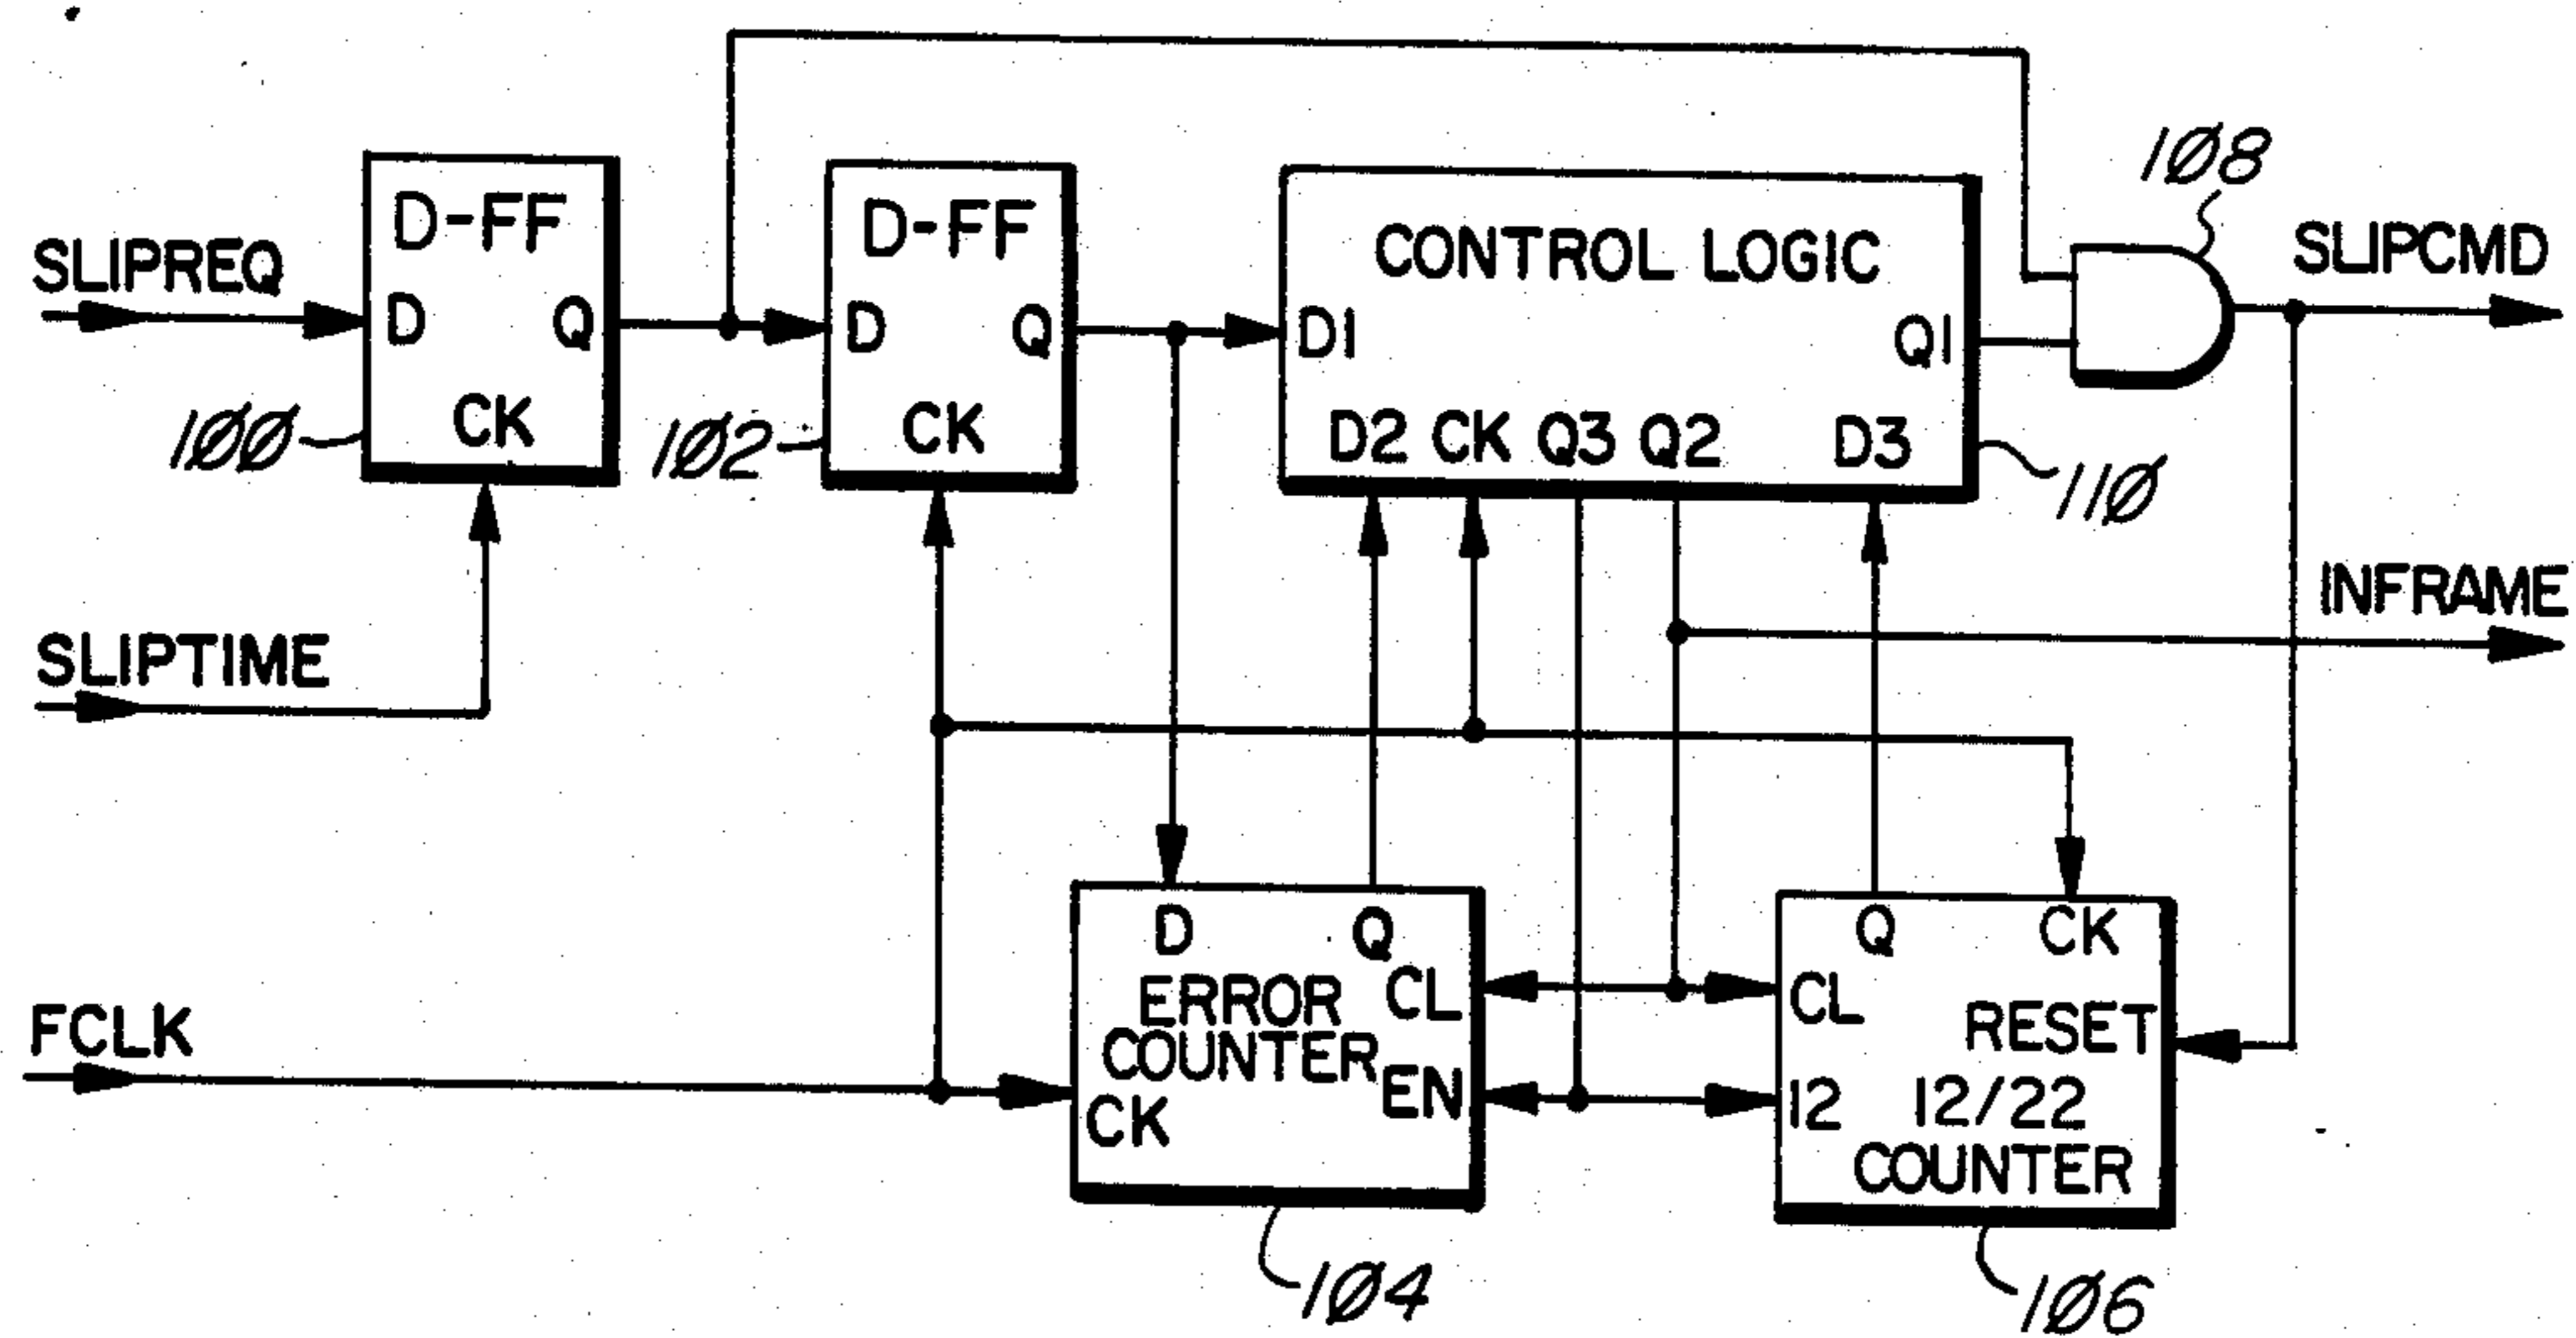 SLIPREQ
D-FF
D Q
CK
100
D-FF
D Q
CK
102
CONTROL LOGIC
D1 Q1
D2 CK Q3 Q2 D3
110
108
SLIPCMD
INFRAME
SLIPTIME
FCLK
D Q
ERROR
COUNTER
CL
EN
CK
104
Q CK
CL
RESET
12
12/22
COUNTER
106